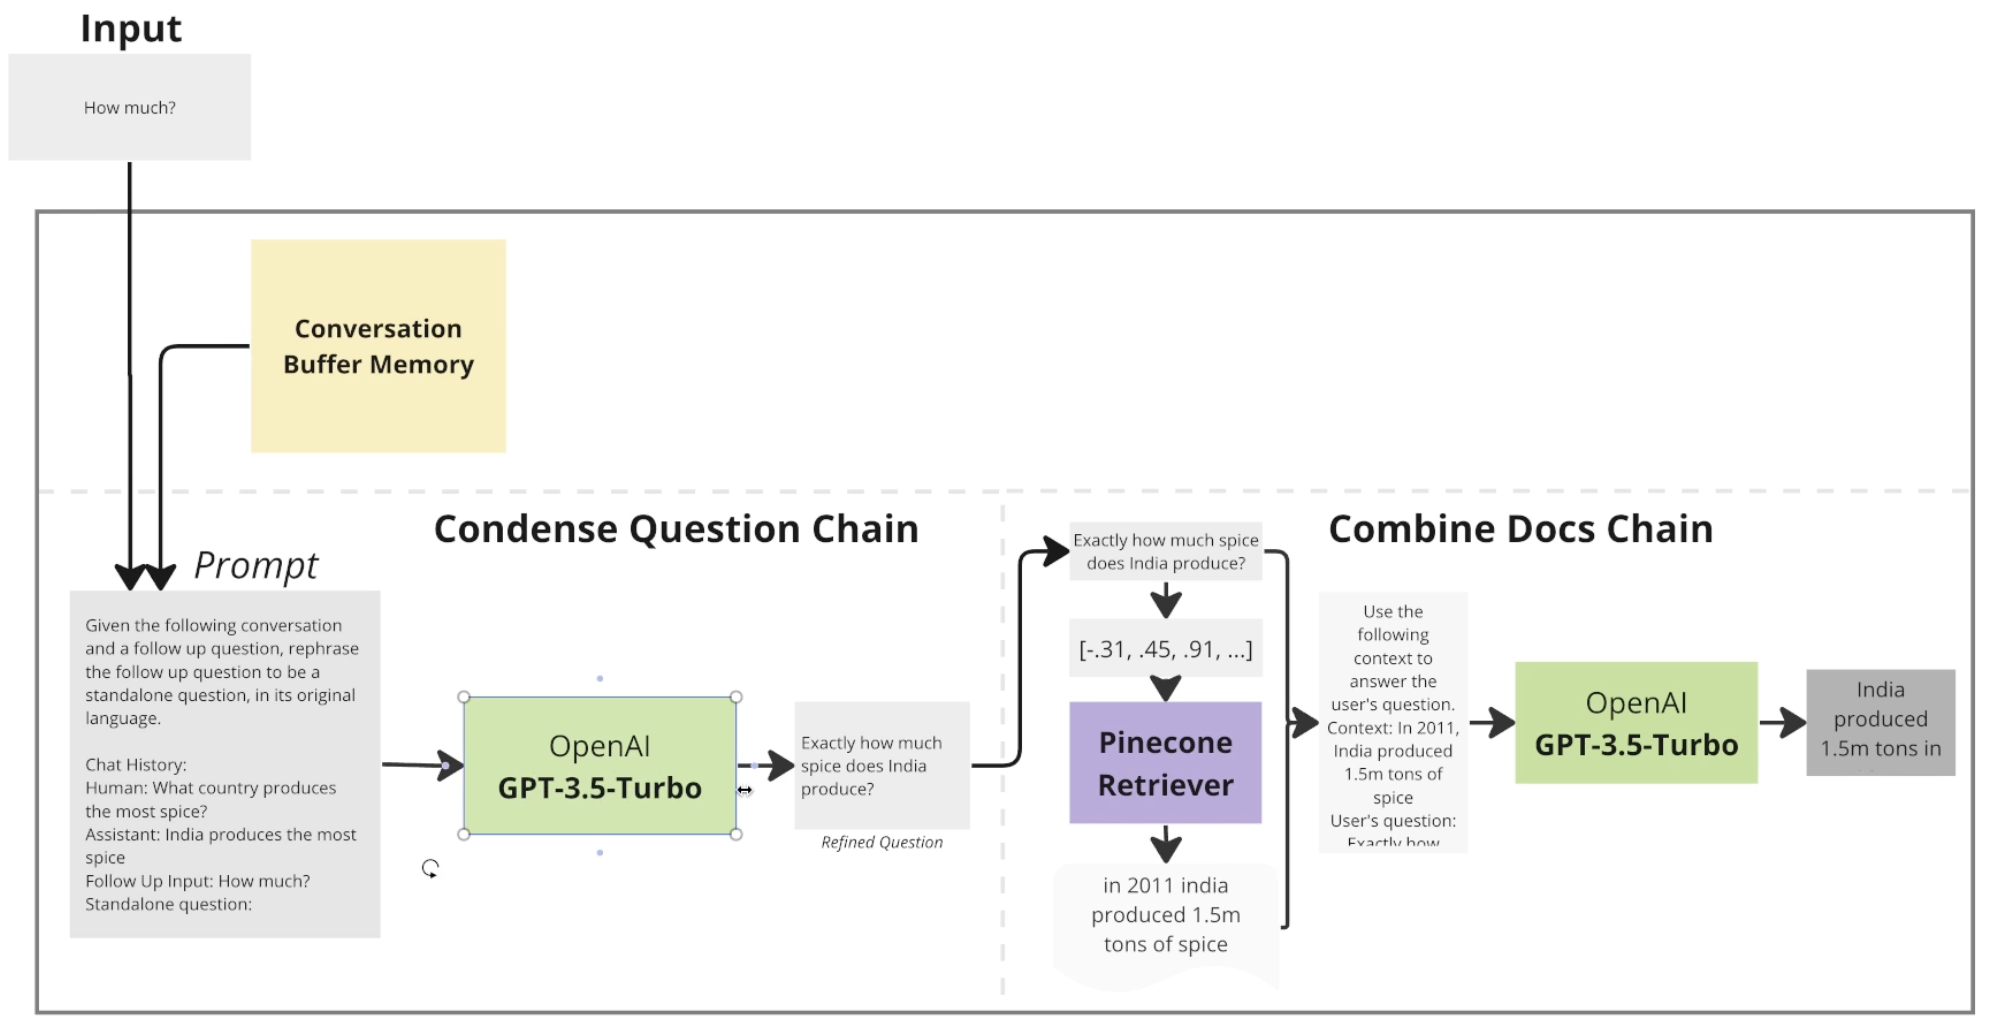 Input
How much?
Conversation
Buffer Memory
Condense Question Chain
Prompt
Given the following conversation
and a follow up question, rephrase
the follow up question to be a
standalone question, in its original
language.
Chat History:
Human: What country produces
the most spice?
Assistant: India produces the most
spice
Follow Up Input: How much?
Standalone question:
OpenAI
GPT-3.5-Turbo
Exactly how much
spice does India
produce?
Refined Question
Combine Docs Chain
Exactly how much spice
does India produce?
[-.31, .45, .91, ...]
Pinecone
Retriever
in 2011 india
produced 1.5m
tons of spice
Use the
following
context to
answer the
user's question.
Context: In 2011,
India produced
1.5m tons of
spice
User's question:
Exactly how
OpenAI
GPT-3.5-Turbo
India
produced
1.5m tons in